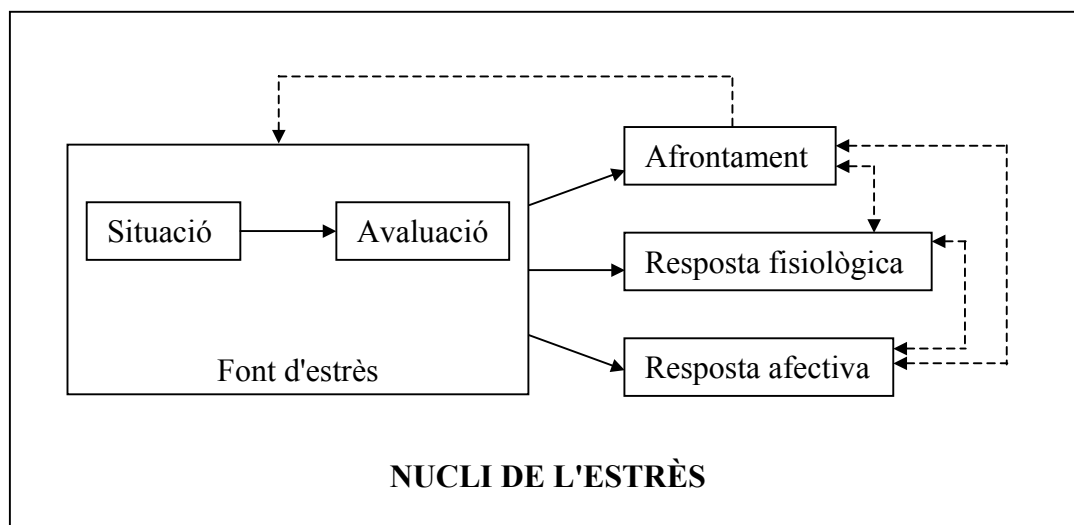 Afrontament
Situació
Avaluació
Resposta fisiològica
Font d'estrès
Resposta afectiva
NUCLI DE L'ESTRÈS